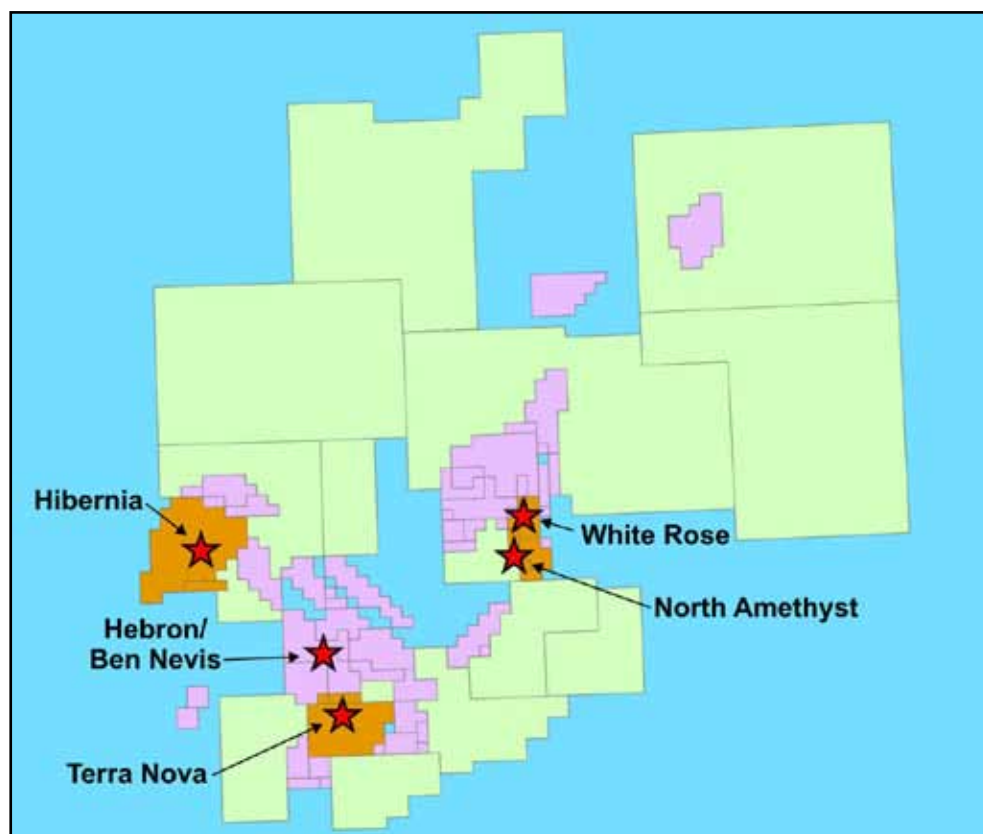 Hibernia
White Rose
North Amethyst
Hebron/
Ben Nevis
Terra Nova